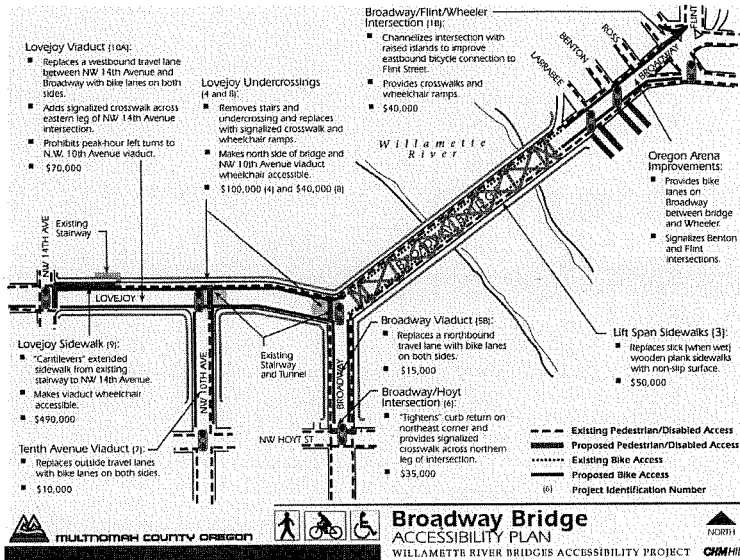 Broadway/Flint/Wheeler
Intersection (1B):
Channelizes intersection with
raised islands to improve
eastbound bicycle connection to
Flint Street.
Provides crosswalks and
wheelchair ramps.
$40,000
Lovejoy Viaduct (10A):
Replaces a westbound travel lane
between NW 14th Avenue and
Broadway with bike lanes on both
sides.
Adds signalized crosswalk across
eastern leg of NW 14th Avenue
intersection.
Prohibits peak-hour left turns to
N.W. 10th Avenue viaduct.
$70,000
Lovejoy Undercrossings
(4 and 8):
Removes stairs and
undercrossing and replaces
with signalized crosswalk and
wheelchair ramps.
Makes north side of bridge and
NW 10th Avenue viaduct
wheelchair accessible.
$100,000 (4) and $40,000 (8)
FLINT
ROSS
BENTON
LARRABEE
BROADWAY
Willamette
River
Oregon Arena
Improvements:
Provides bike
lanes on
Broadway
between bridge
and Wheeler.
Signalizes Benton
and Flint
intersections.
NW 14TH AVE
Existing
Stairway
LOVEJOY
Lovejoy Sidewalk (9):
"Cantilevers" extended
sidewalk from existing
stairway to NW 14th Avenue.
Makes viaduct wheelchair
accessible.
$490,000
NW 10TH AVE
Existing
Stairway
and Tunnel
BROADWAY
Broadway Viaduct (5B):
Replaces a northbound
travel lane with bike lanes
on both sides.
$15,000
Lift Span Sidewalks (3):
Replaces slick (when wet)
wooden plank sidewalks
with non-slip surface.
$50,000
Tenth Avenue Viaduct (7):
Replaces outside travel lanes
with bike lanes on both sides.
$10,000
NW HOYT ST
Broadway/Hoyt
Intersection (6):
"Tightens" curb return on
northeast corner and
provides signalized
crosswalk across northern
leg of intersection.
$35,000
Existing Pedestrian/Disabled Access
Proposed Pedestrian/Disabled Access
Existing Bike Access
Proposed Bike Access
(6) Project Identification Number
MULTNOMAH COUNTY OREGON
Broadway Bridge
ACCESSIBILITY PLAN
WILLAMETTE RIVER BRIDGES ACCESSIBILITY PROJECT
NORTH
CH2M HILL